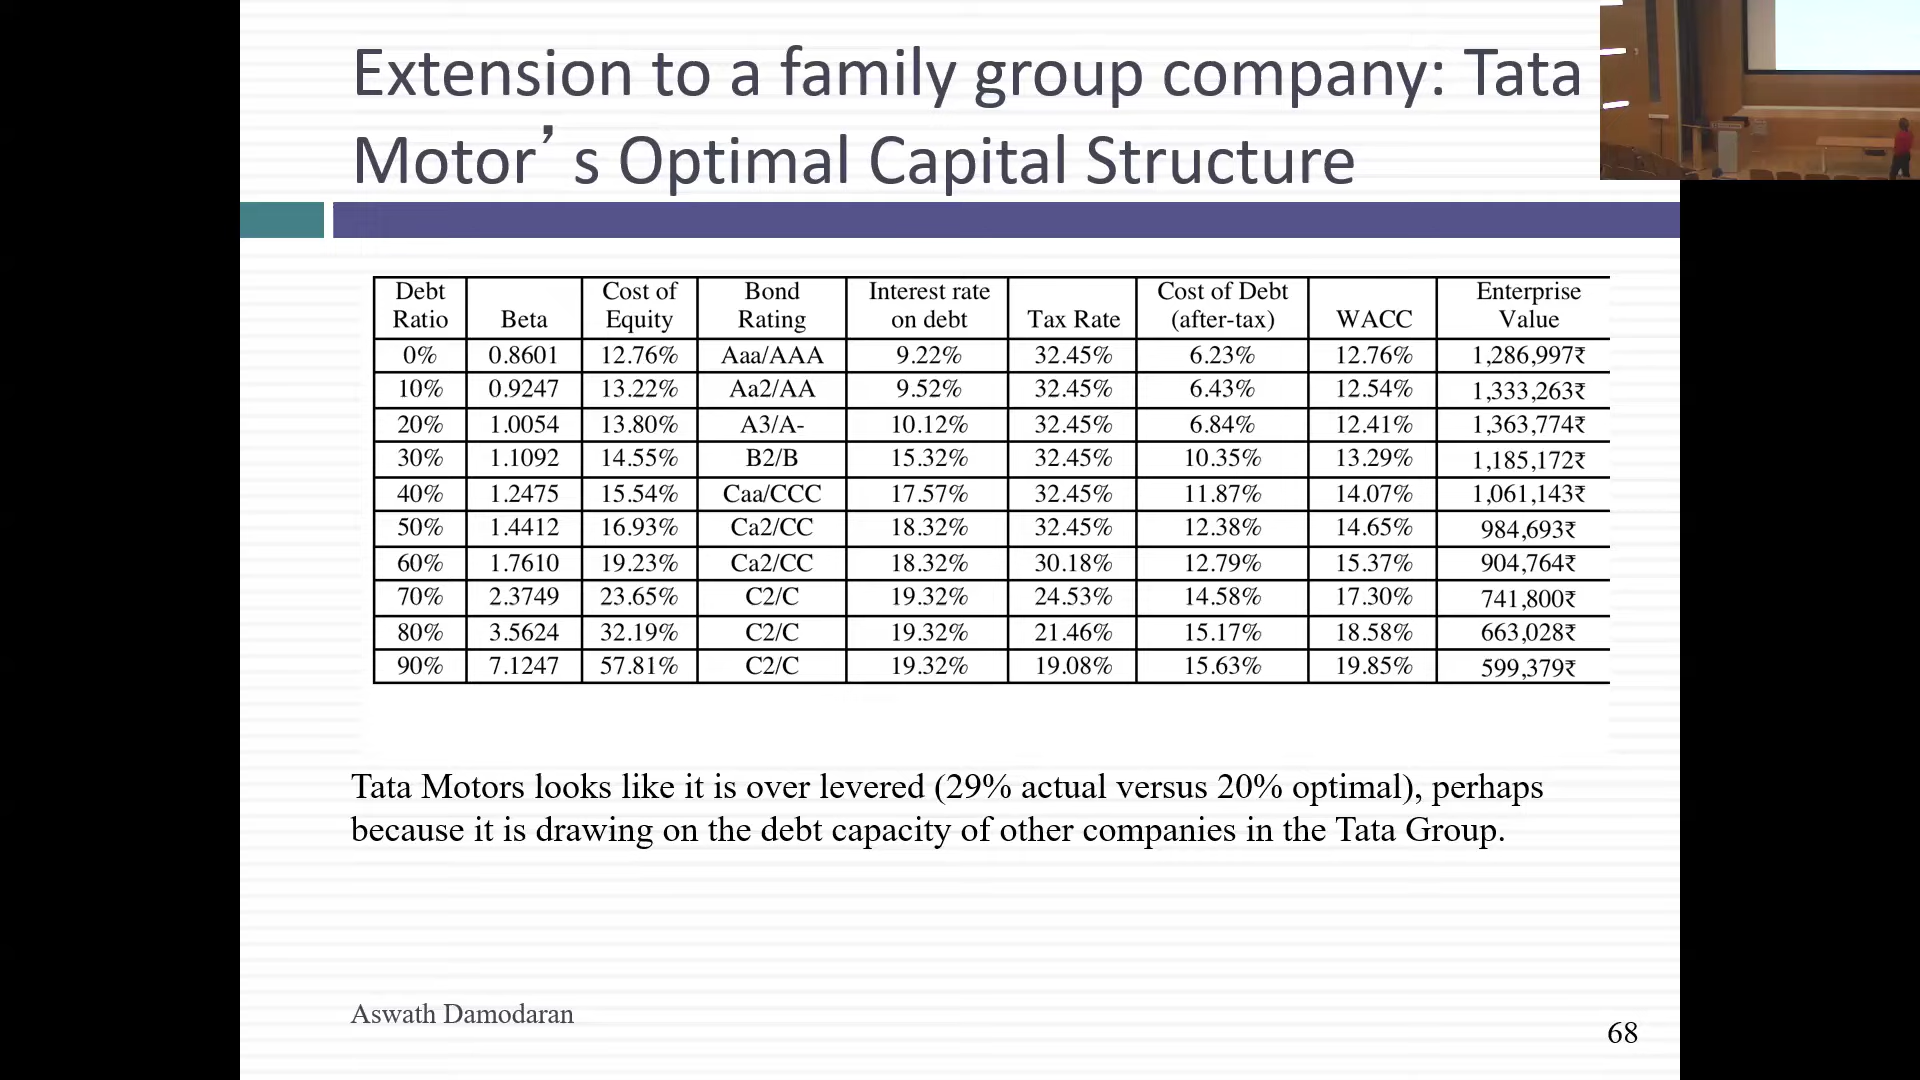 Extension to a family group company: Tata
Motor’s Optimal Capital Structure
Debt Ratio | Beta | Cost of Equity | Bond Rating | Interest rate on debt | Tax Rate | Cost of Debt (after-tax) | WACC | Enterprise Value
0% | 0.8601 | 12.76% | Aaa/AAA | 9.22% | 32.45% | 6.23% | 12.76% | 1,286,997₹
10% | 0.9247 | 13.22% | Aa2/AA | 9.52% | 32.45% | 6.43% | 12.54% | 1,333,263₹
20% | 1.0054 | 13.80% | A3/A- | 10.12% | 32.45% | 6.84% | 12.41% | 1,363,774₹
30% | 1.1092 | 14.55% | B2/B | 15.32% | 32.45% | 10.35% | 13.29% | 1,185,172₹
40% | 1.2475 | 15.54% | Caa/CCC | 17.57% | 32.45% | 11.87% | 14.07% | 1,061,143₹
50% | 1.4412 | 16.93% | Ca2/CC | 18.32% | 32.45% | 12.38% | 14.65% | 984,693₹
60% | 1.7610 | 19.23% | Ca2/CC | 18.32% | 30.18% | 12.79% | 15.37% | 904,764₹
70% | 2.3749 | 23.65% | C2/C | 19.32% | 24.53% | 14.58% | 17.30% | 741,800₹
80% | 3.5624 | 32.19% | C2/C | 19.32% | 21.46% | 15.17% | 18.58% | 663,028₹
90% | 7.1247 | 57.81% | C2/C | 19.32% | 19.08% | 15.63% | 19.85% | 599,379₹
Tata Motors looks like it is over levered (29% actual versus 20% optimal), perhaps
because it is drawing on the debt capacity of other companies in the Tata Group.
Aswath Damodaran
68